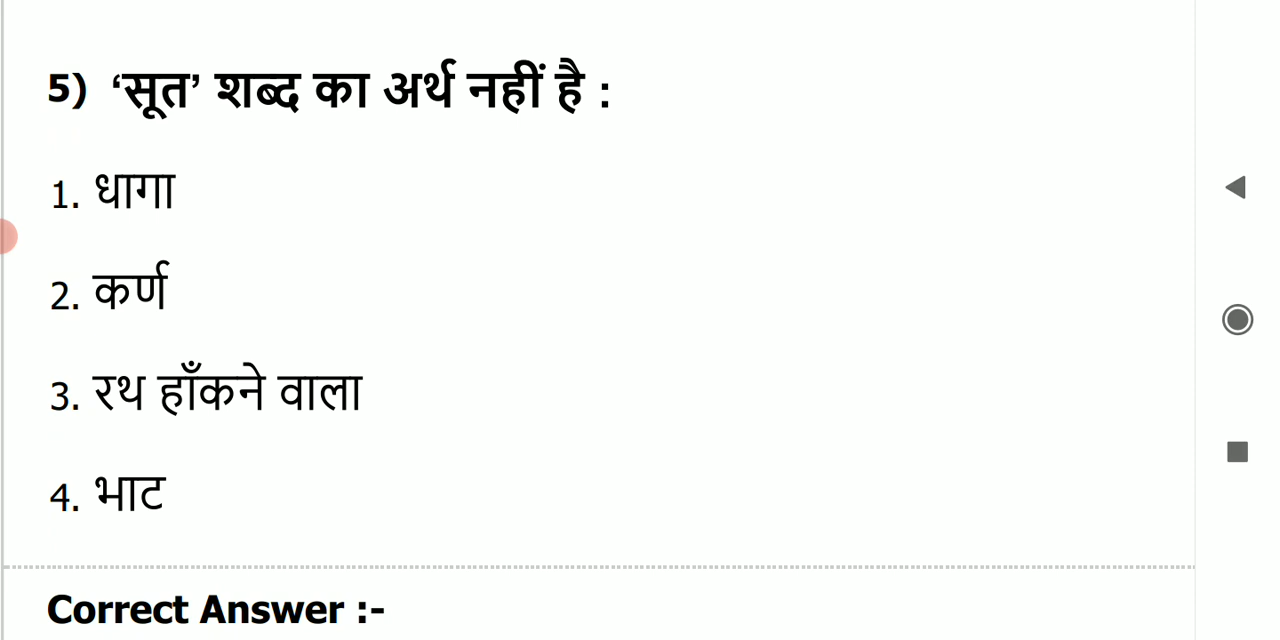 5) ‘सूत’ शब्द का अर्थ नहीं है :
1. धागा
2. कर्ण
3. रथ हाँकने वाला
4. भाट
Correct Answer :-